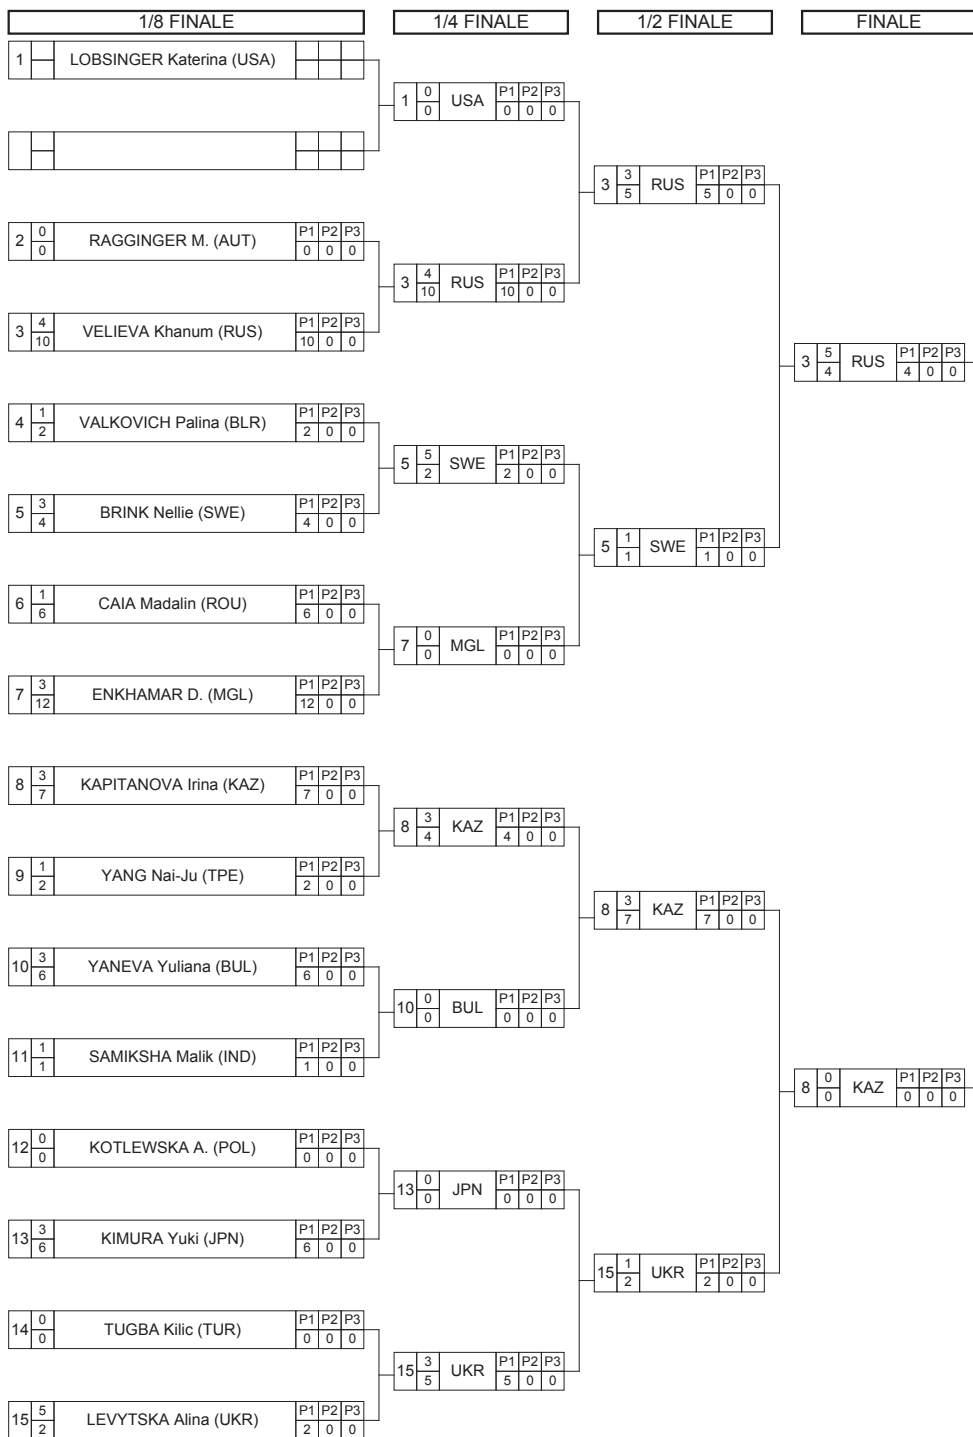 1/8 FINALE 1/4 FINALE 1/2 FINALE FINALE
1 LOBSINGER Katerina (USA)
1 0 0 USA P1 P2 P3 0 0 0
3 3 5 RUS P1 P2 P3 5 0 0
2 0 0 RAGGINGER M. (AUT) P1 P2 P3 0 0 0
3 4 10 RUS P1 P2 P3 10 0 0
3 4 10 VELIEVA Khanum (RUS) P1 P2 P3 10 0 0
3 5 4 RUS P1 P2 P3 4 0 0
4 1 2 VALKOVICH Palina (BLR) P1 P2 P3 2 0 0
5 5 2 SWE P1 P2 P3 2 0 0
5 3 4 BRINK Nellie (SWE) P1 P2 P3 4 0 0
5 1 1 SWE P1 P2 P3 1 0 0
6 1 6 CAIA Madalin (ROU) P1 P2 P3 6 0 0
7 0 0 MGL P1 P2 P3 0 0 0
7 3 12 ENKHAMAR D. (MGL) P1 P2 P3 12 0 0
8 3 7 KAPITANOVA Irina (KAZ) P1 P2 P3 7 0 0
8 3 4 KAZ P1 P2 P3 4 0 0
9 1 2 YANG Nai-Ju (TPE) P1 P2 P3 2 0 0
8 3 7 KAZ P1 P2 P3 7 0 0
10 3 6 YANEVA Yuliana (BUL) P1 P2 P3 6 0 0
10 0 0 BUL P1 P2 P3 0 0 0
11 1 1 SAMIKSHA Malik (IND) P1 P2 P3 1 0 0
8 0 0 KAZ P1 P2 P3 0 0 0
12 0 0 KOTLEWSKA A. (POL) P1 P2 P3 0 0 0
13 0 0 JPN P1 P2 P3 0 0 0
13 3 6 KIMURA Yuki (JPN) P1 P2 P3 6 0 0
15 1 2 UKR P1 P2 P3 2 0 0
14 0 0 TUGBA Kilic (TUR) P1 P2 P3 0 0 0
15 3 5 UKR P1 P2 P3 5 0 0
15 5 2 LEVYTSKA Alina (UKR) P1 P2 P3 2 0 0